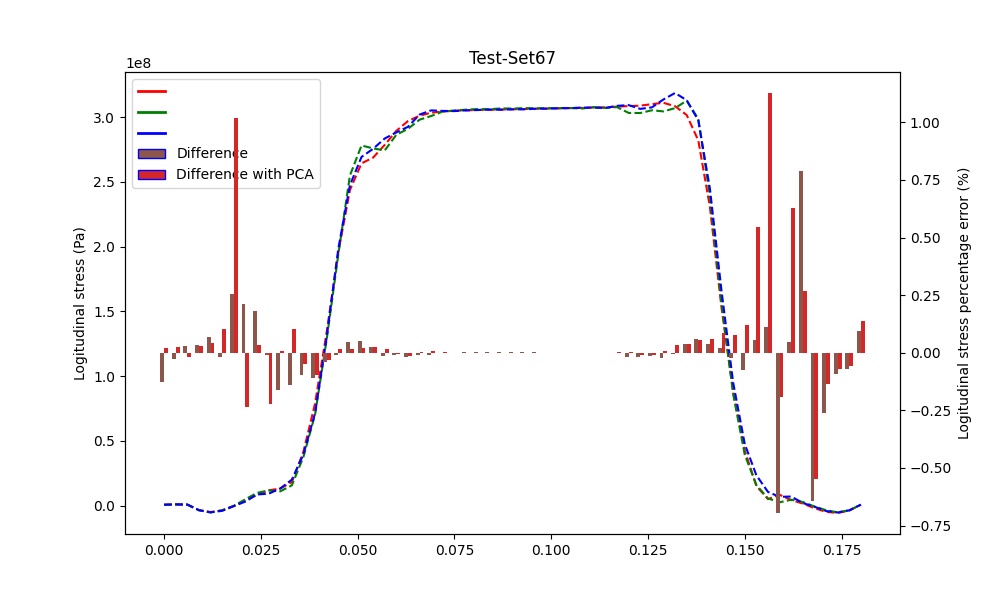 Test-Set67
1e8
Difference
Difference with PCA
3.0
2.5
2.0
1.5
1.0
0.5
0.0
Logitudinal stress (Pa)
1.00
0.75
0.50
0.25
0.00
−0.25
−0.50
−0.75
Logitudinal stress percentage error (%)
0.000 0.025 0.050 0.075 0.100 0.125 0.150 0.175